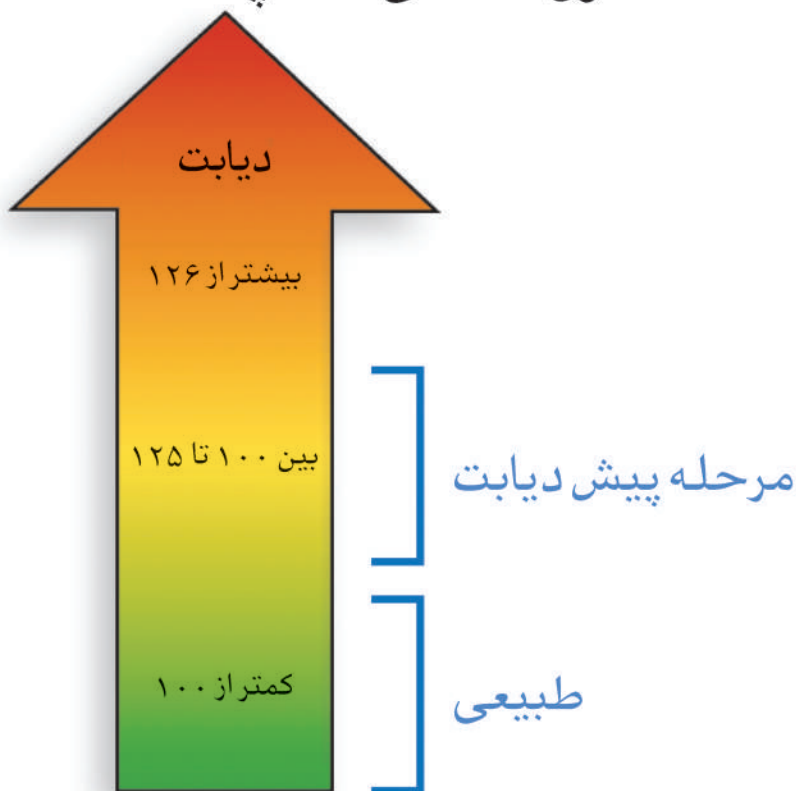 دیابت
بیشتر از ۱۲۶
بین ۱۰۰ تا ۱۲۵
مرحله پیش دیابت
کمتر از ۱۰۰
طبیعی